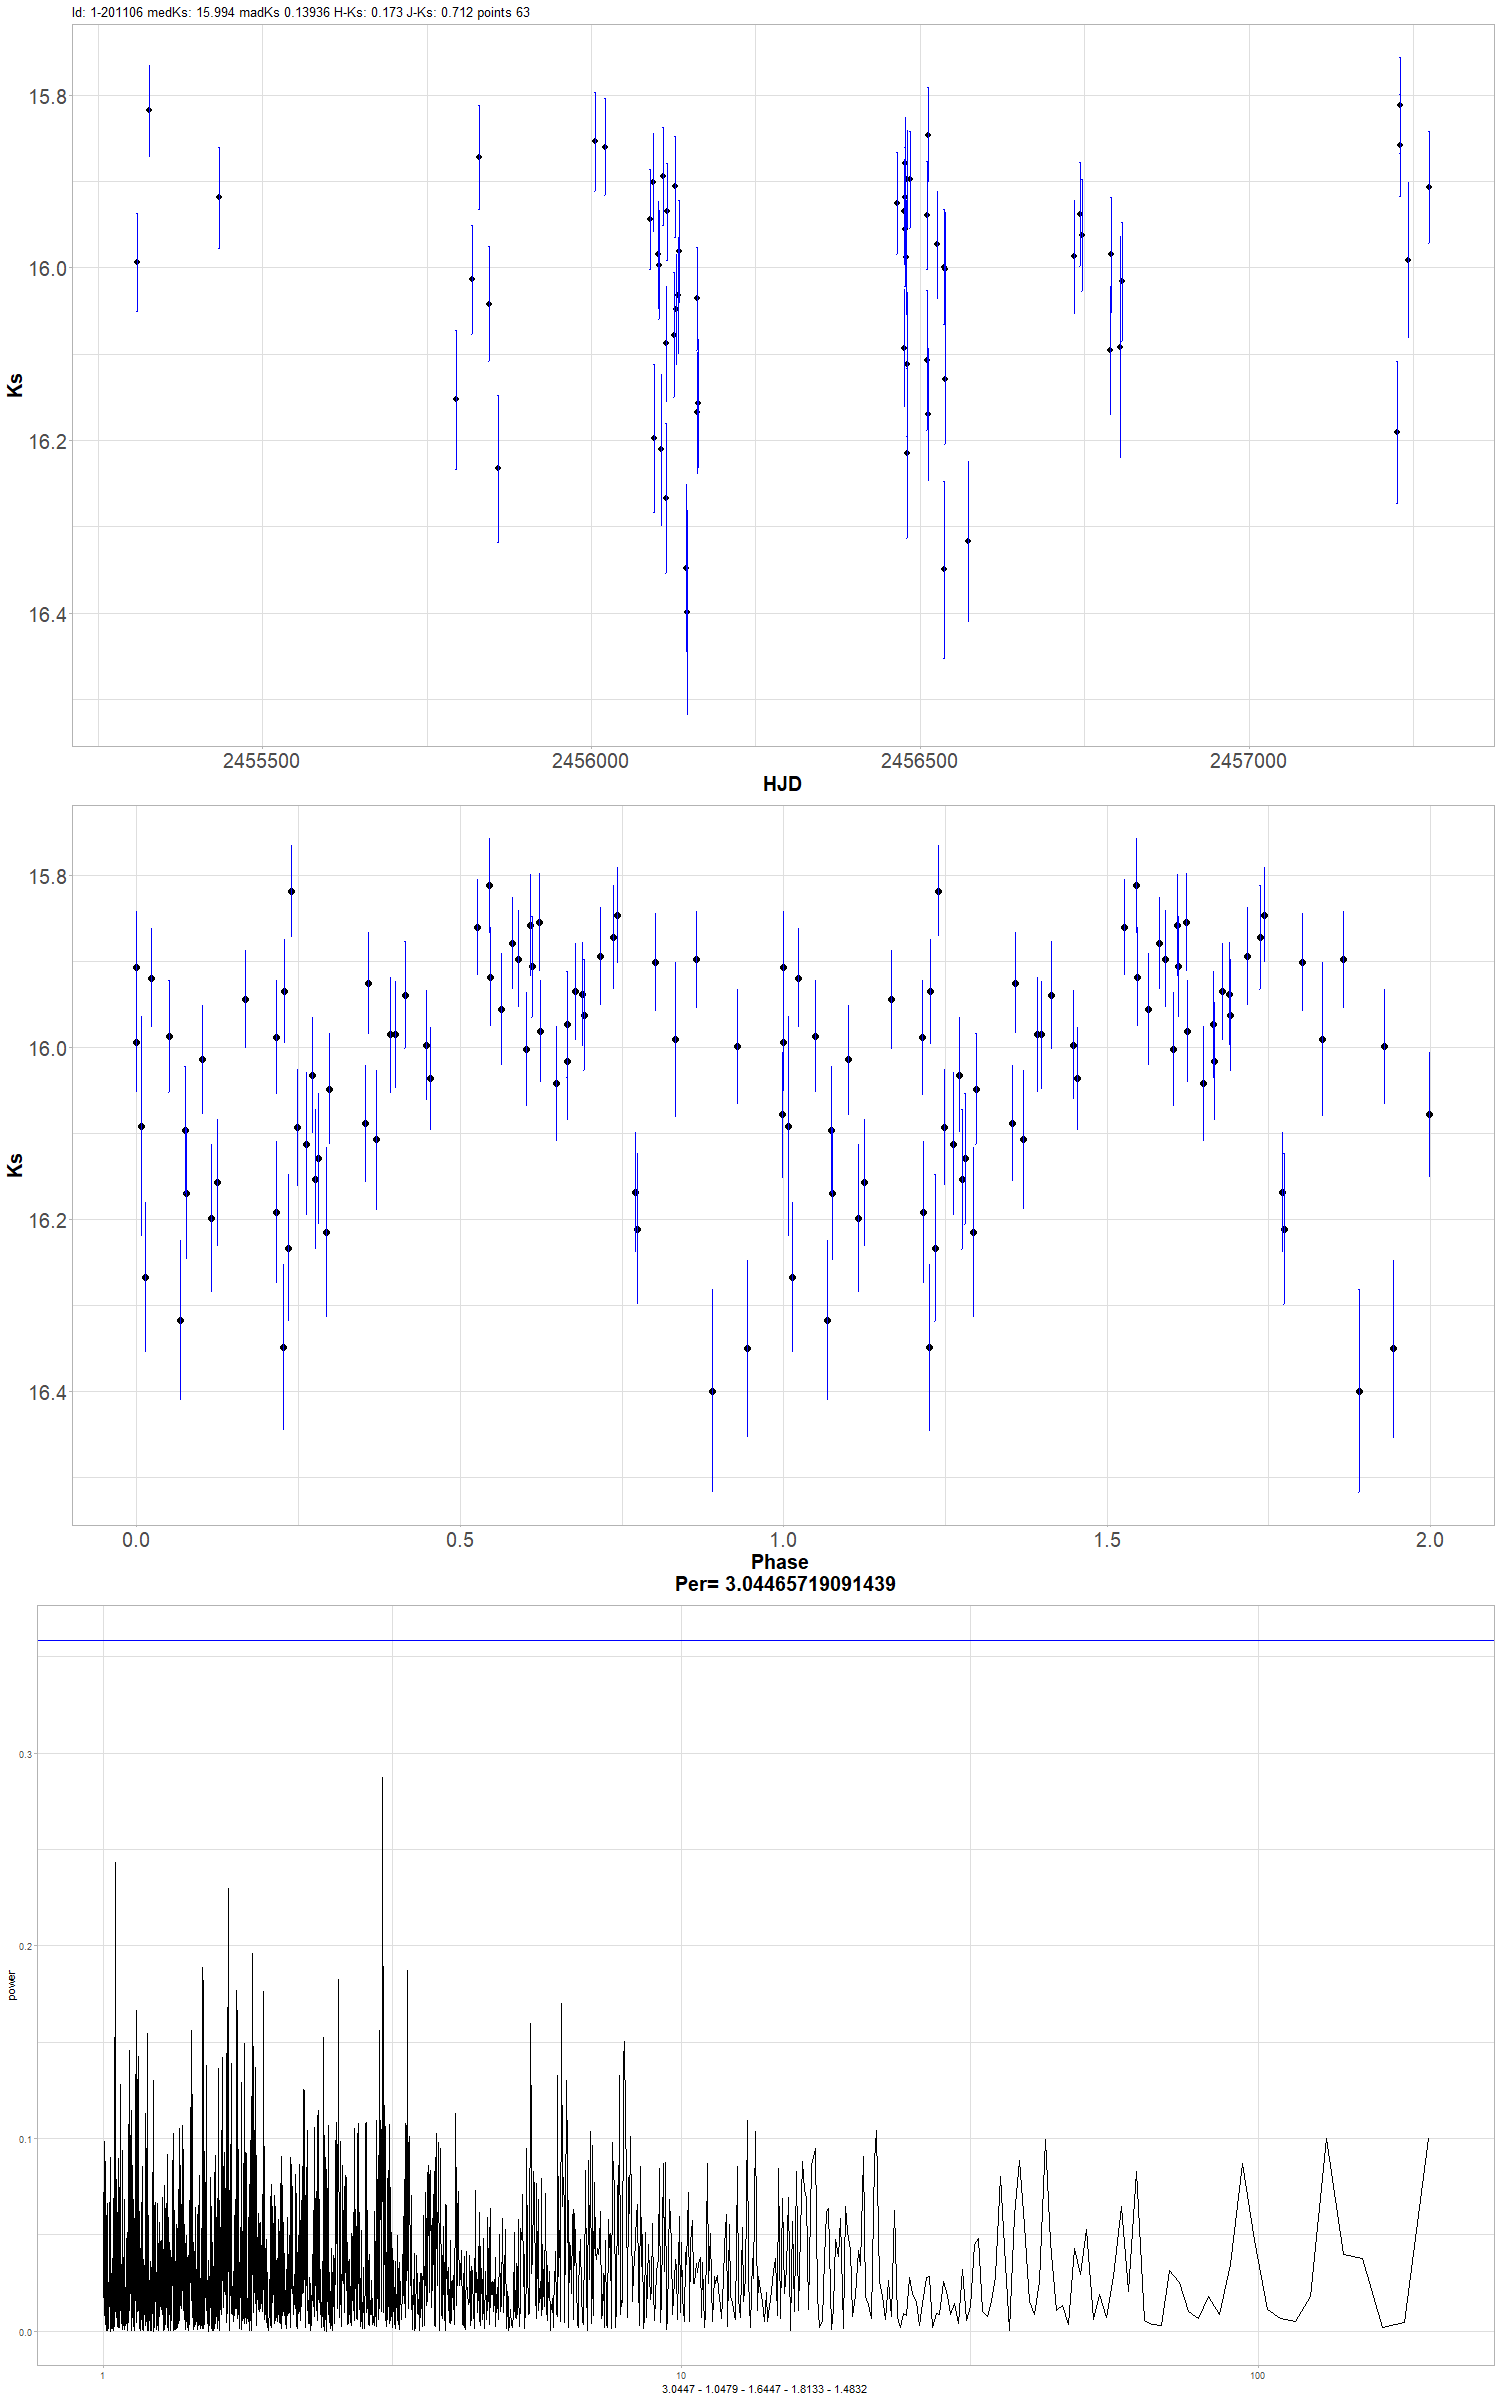 Id: 1-201106 medKs: 15.994 madKs 0.13936 H-Ks: 0.173 J-Ks: 0.712 points 63
15.8
16.0
16.2
16.4
Ks
2455500 2456000 2456500 2457000
HJD
15.8
16.0
16.2
16.4
Ks
0.0 0.5 1.0 1.5 2.0
Phase
Per= 3.04465719091439
0.3
0.2
0.1
0.0
power
1 10 100
3.0447 - 1.0479 - 1.6447 - 1.8133 - 1.4832